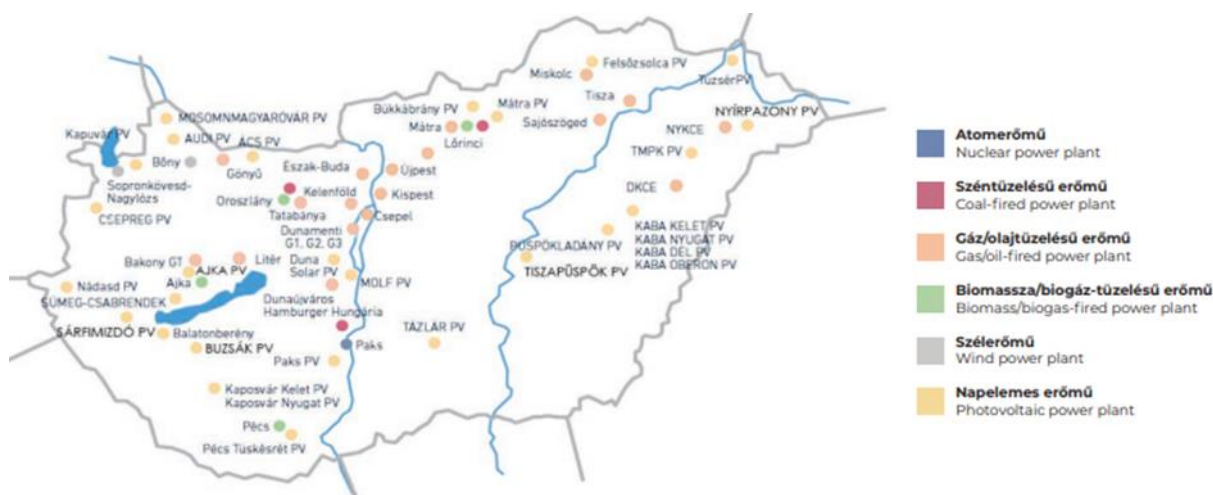 Felsőzsolca PV
Miskolc
TuzsérPV
Tisza
Bükkábrány PV
Mátra PV
NYÍRPAZONY PV
MOSOMNMAGYARÓVÁR PV
Sajószöged
Mátra
NYKCE
Kapuvár PV
AUDI PV
ÁCS PV
Lőrinci
Bőny
Észak-Buda
TMPK PV
Gönyű
Újpest
Sopronkövesd-
Nagylózs
Kelenföld
Kispest
DKCE
Oroszlány
CSEPREG PV
Tatabánya
Csepel
Dunamenti
G1, G2, G3
KABA KELET PV
KABA NYUGAT PV
KABA DÉL PV
KABA OBERON PV
PÜSPÖKLADÁNY PV
Bakony GT
Litér
AJKA PV
Duna
Solar PV
TISZAPÜSPÖK PV
Nádasd PV
Ajka
MOLF PV
SÜMEG-CSABRENDEK
Dunaújváros
Hamburger Hungária
SÁRFIMIZDÓ PV
Balatonberény
TÁZLÁR PV
BUZSÁK PV
Paks
Paks PV
Kaposvár Kelet PV
Kaposvár Nyugat PV
Pécs
Pécs Tüskésrét PV
Atomerőmű
Nuclear power plant
Széntüzelésű erőmű
Coal-fired power plant
Gáz/olajtüzelésű erőmű
Gas/oil-fired power plant
Biomassza/biogáz-tüzelésű erőmű
Biomass/biogas-fired power plant
Szélerőmű
Wind power plant
Napelemes erőmű
Photovoltaic power plant